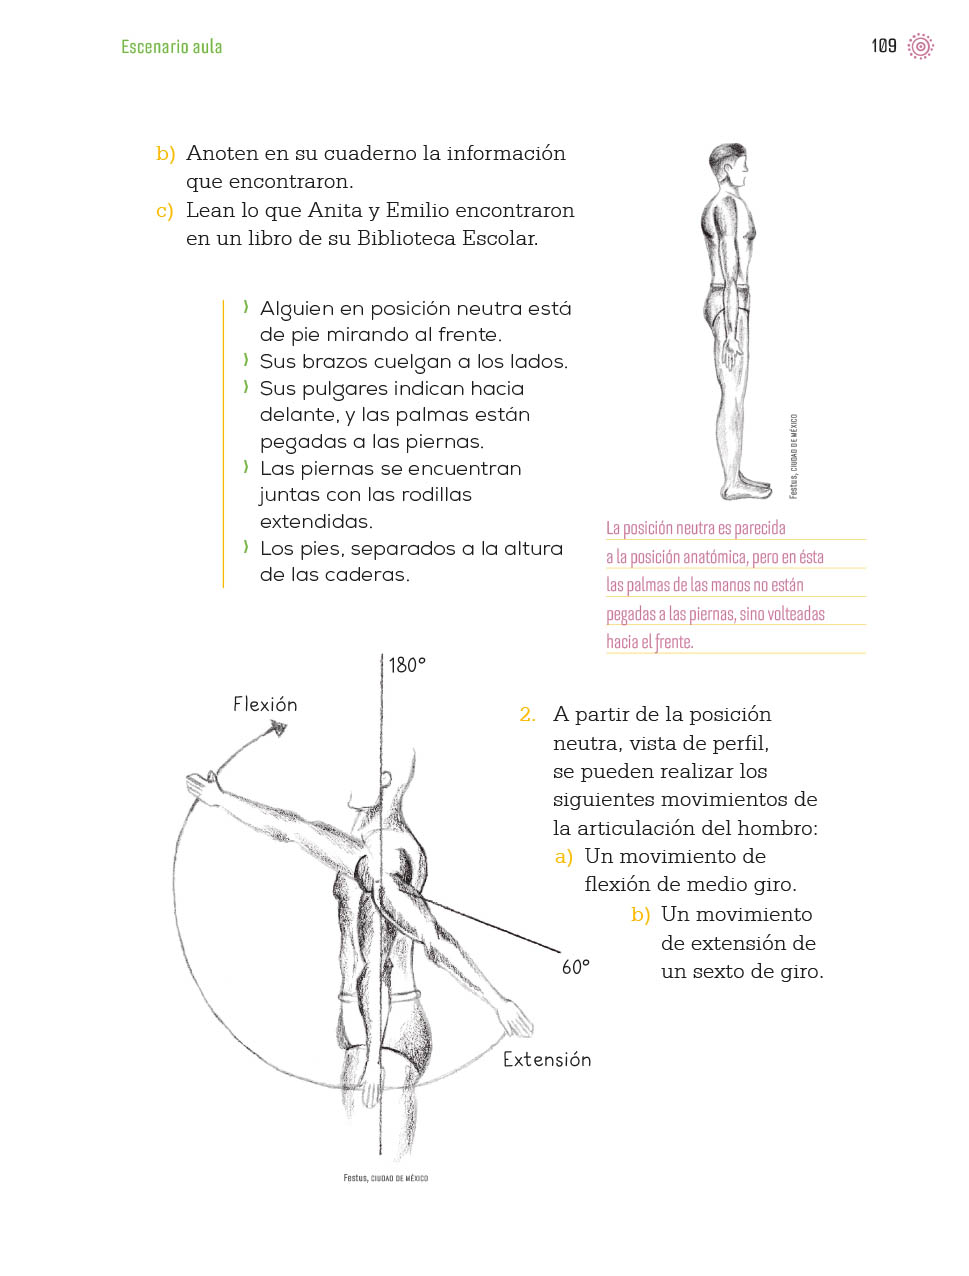 Escenario aula
109
b) Anoten en su cuaderno la información
que encontraron.
c) Lean lo que Anita y Emilio encontraron
en un libro de su Biblioteca Escolar.
Alguien en posición neutra está
de pie mirando al frente.
Sus brazos cuelgan a los lados.
Sus pulgares indican hacia
delante, y las palmas están
pegadas a las piernas.
Las piernas se encuentran
juntas con las rodillas
extendidas.
Los pies, separados a la altura
de las caderas.
Festus, CIUDAD DE MÉXICO
La posición neutra es parecida
a la posición anatómica, pero en ésta
las palmas de las manos no están
pegadas a las piernas, sino volteadas
hacia el frente.
180°
Flexión
60°
Extensión
Festus, CIUDAD DE MÉXICO
2. A partir de la posición
neutra, vista de perfil,
se pueden realizar los
siguientes movimientos de
la articulación del hombro:
a) Un movimiento de
flexión de medio giro.
b) Un movimiento
de extensión de
un sexto de giro.